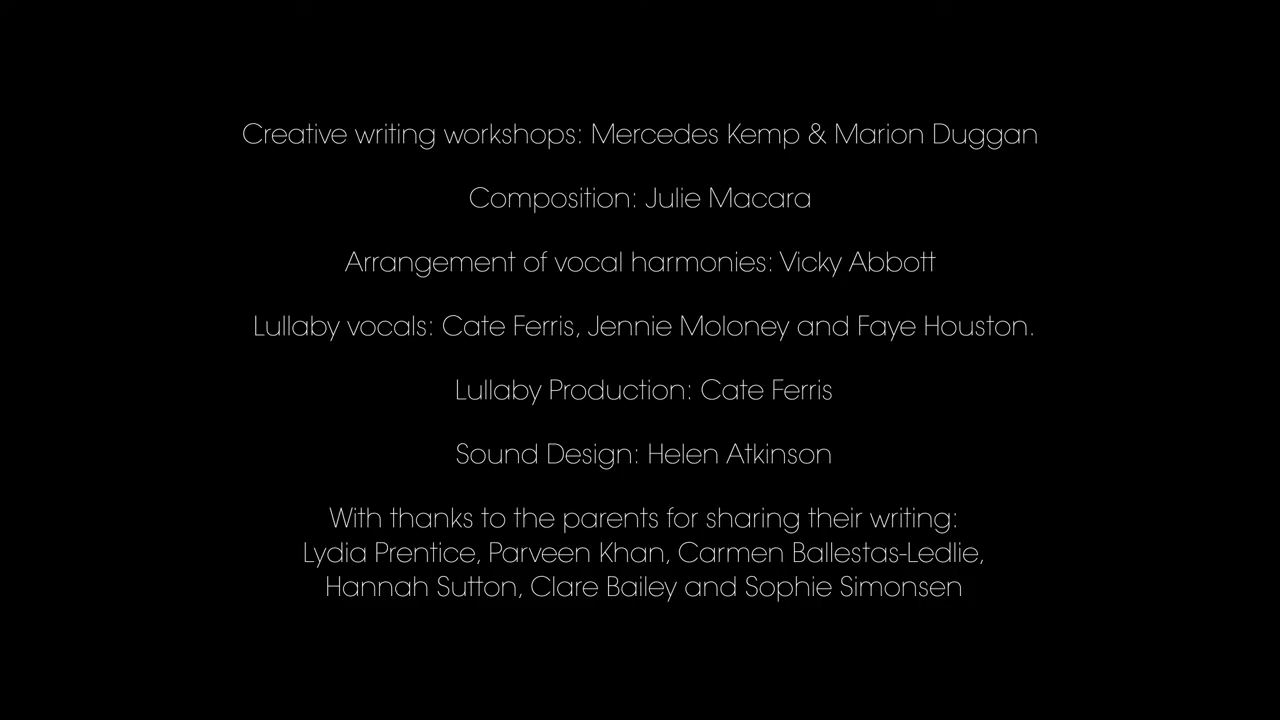 Creative writing workshops: Mercedes Kemp & Marion Duggan
Composition: Julie Macara
Arrangement of vocal harmonies: Vicky Abbott
Lullaby vocals: Cate Ferris, Jennie Moloney and Faye Houston.
Lullaby Production: Cate Ferris
Sound Design: Helen Atkinson
With thanks to the parents for sharing their writing:
Lydia Prentice, Parveen Khan, Carmen Ballestas-Ledlie,
Hannah Sutton, Clare Bailey and Sophie Simonsen